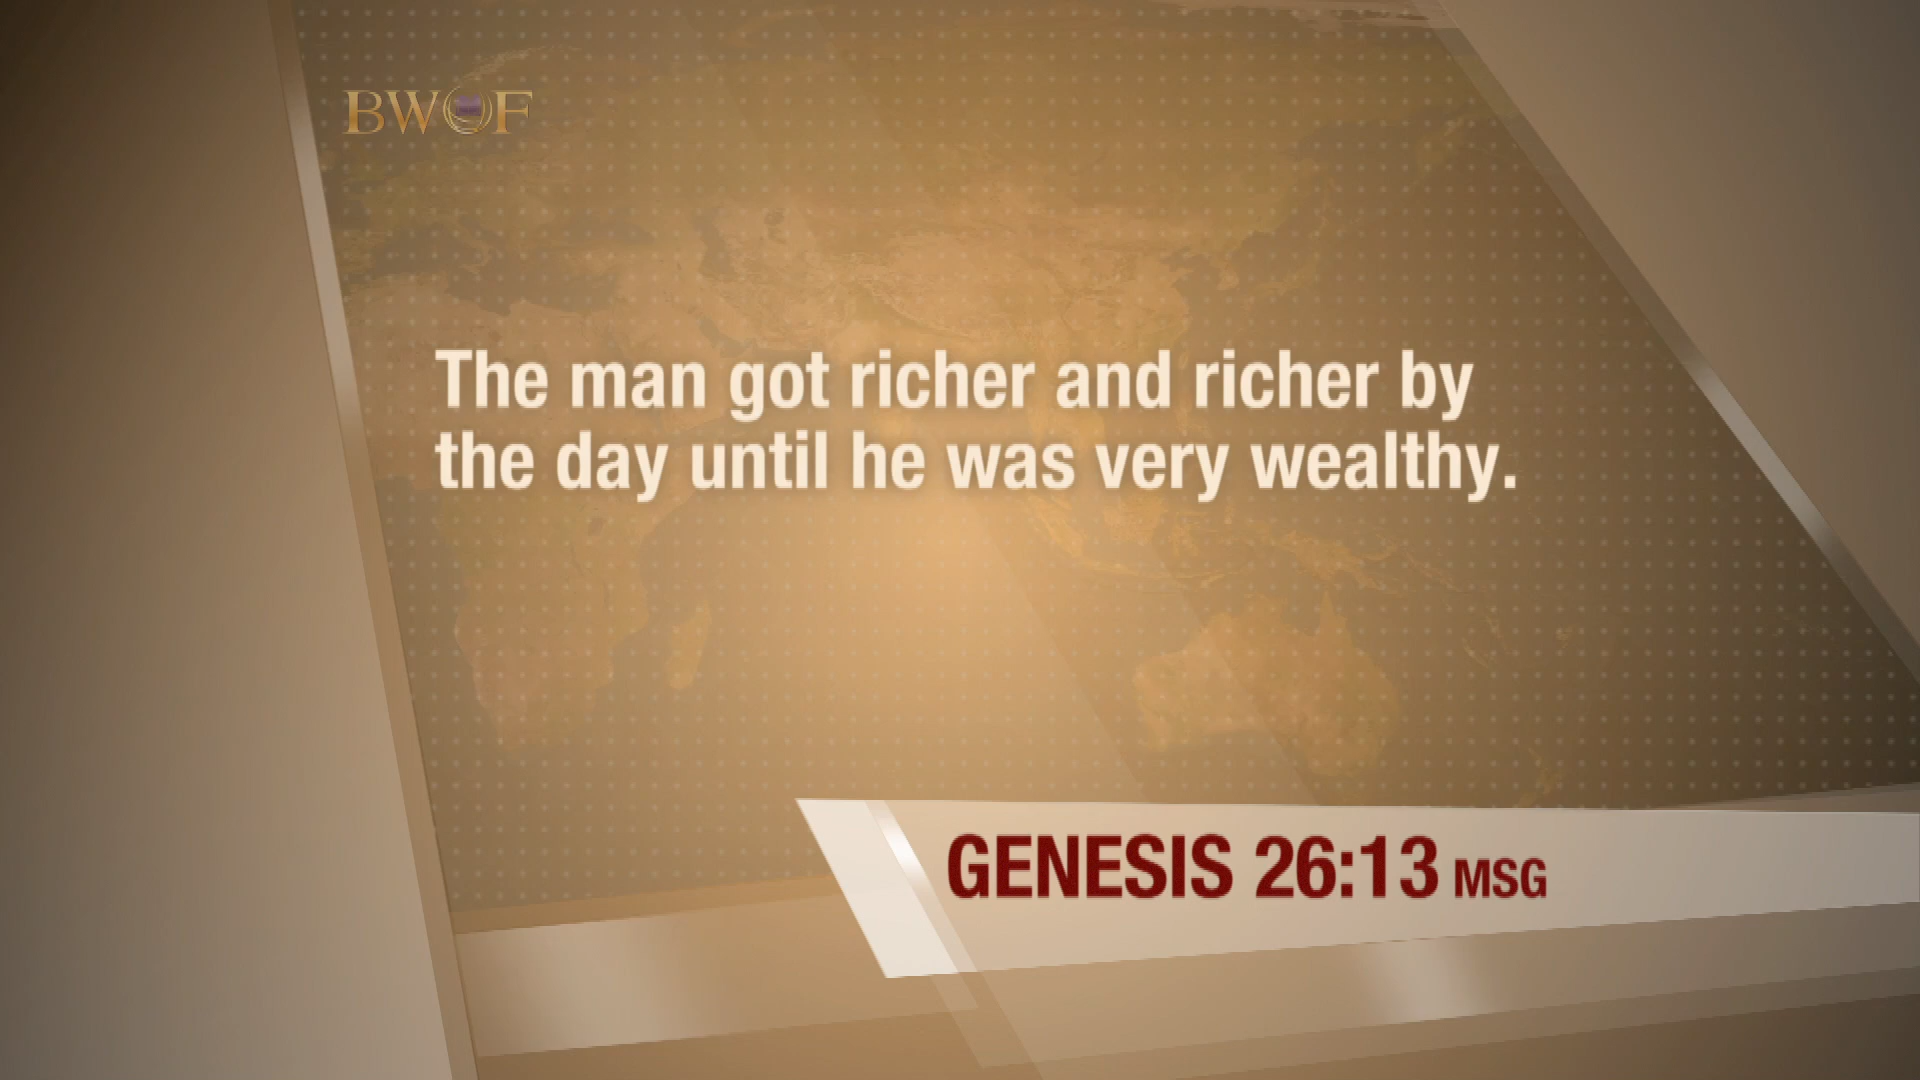 BWOF
The man got richer and richer by
the day until he was very wealthy.
GENESIS 26:13 MSG